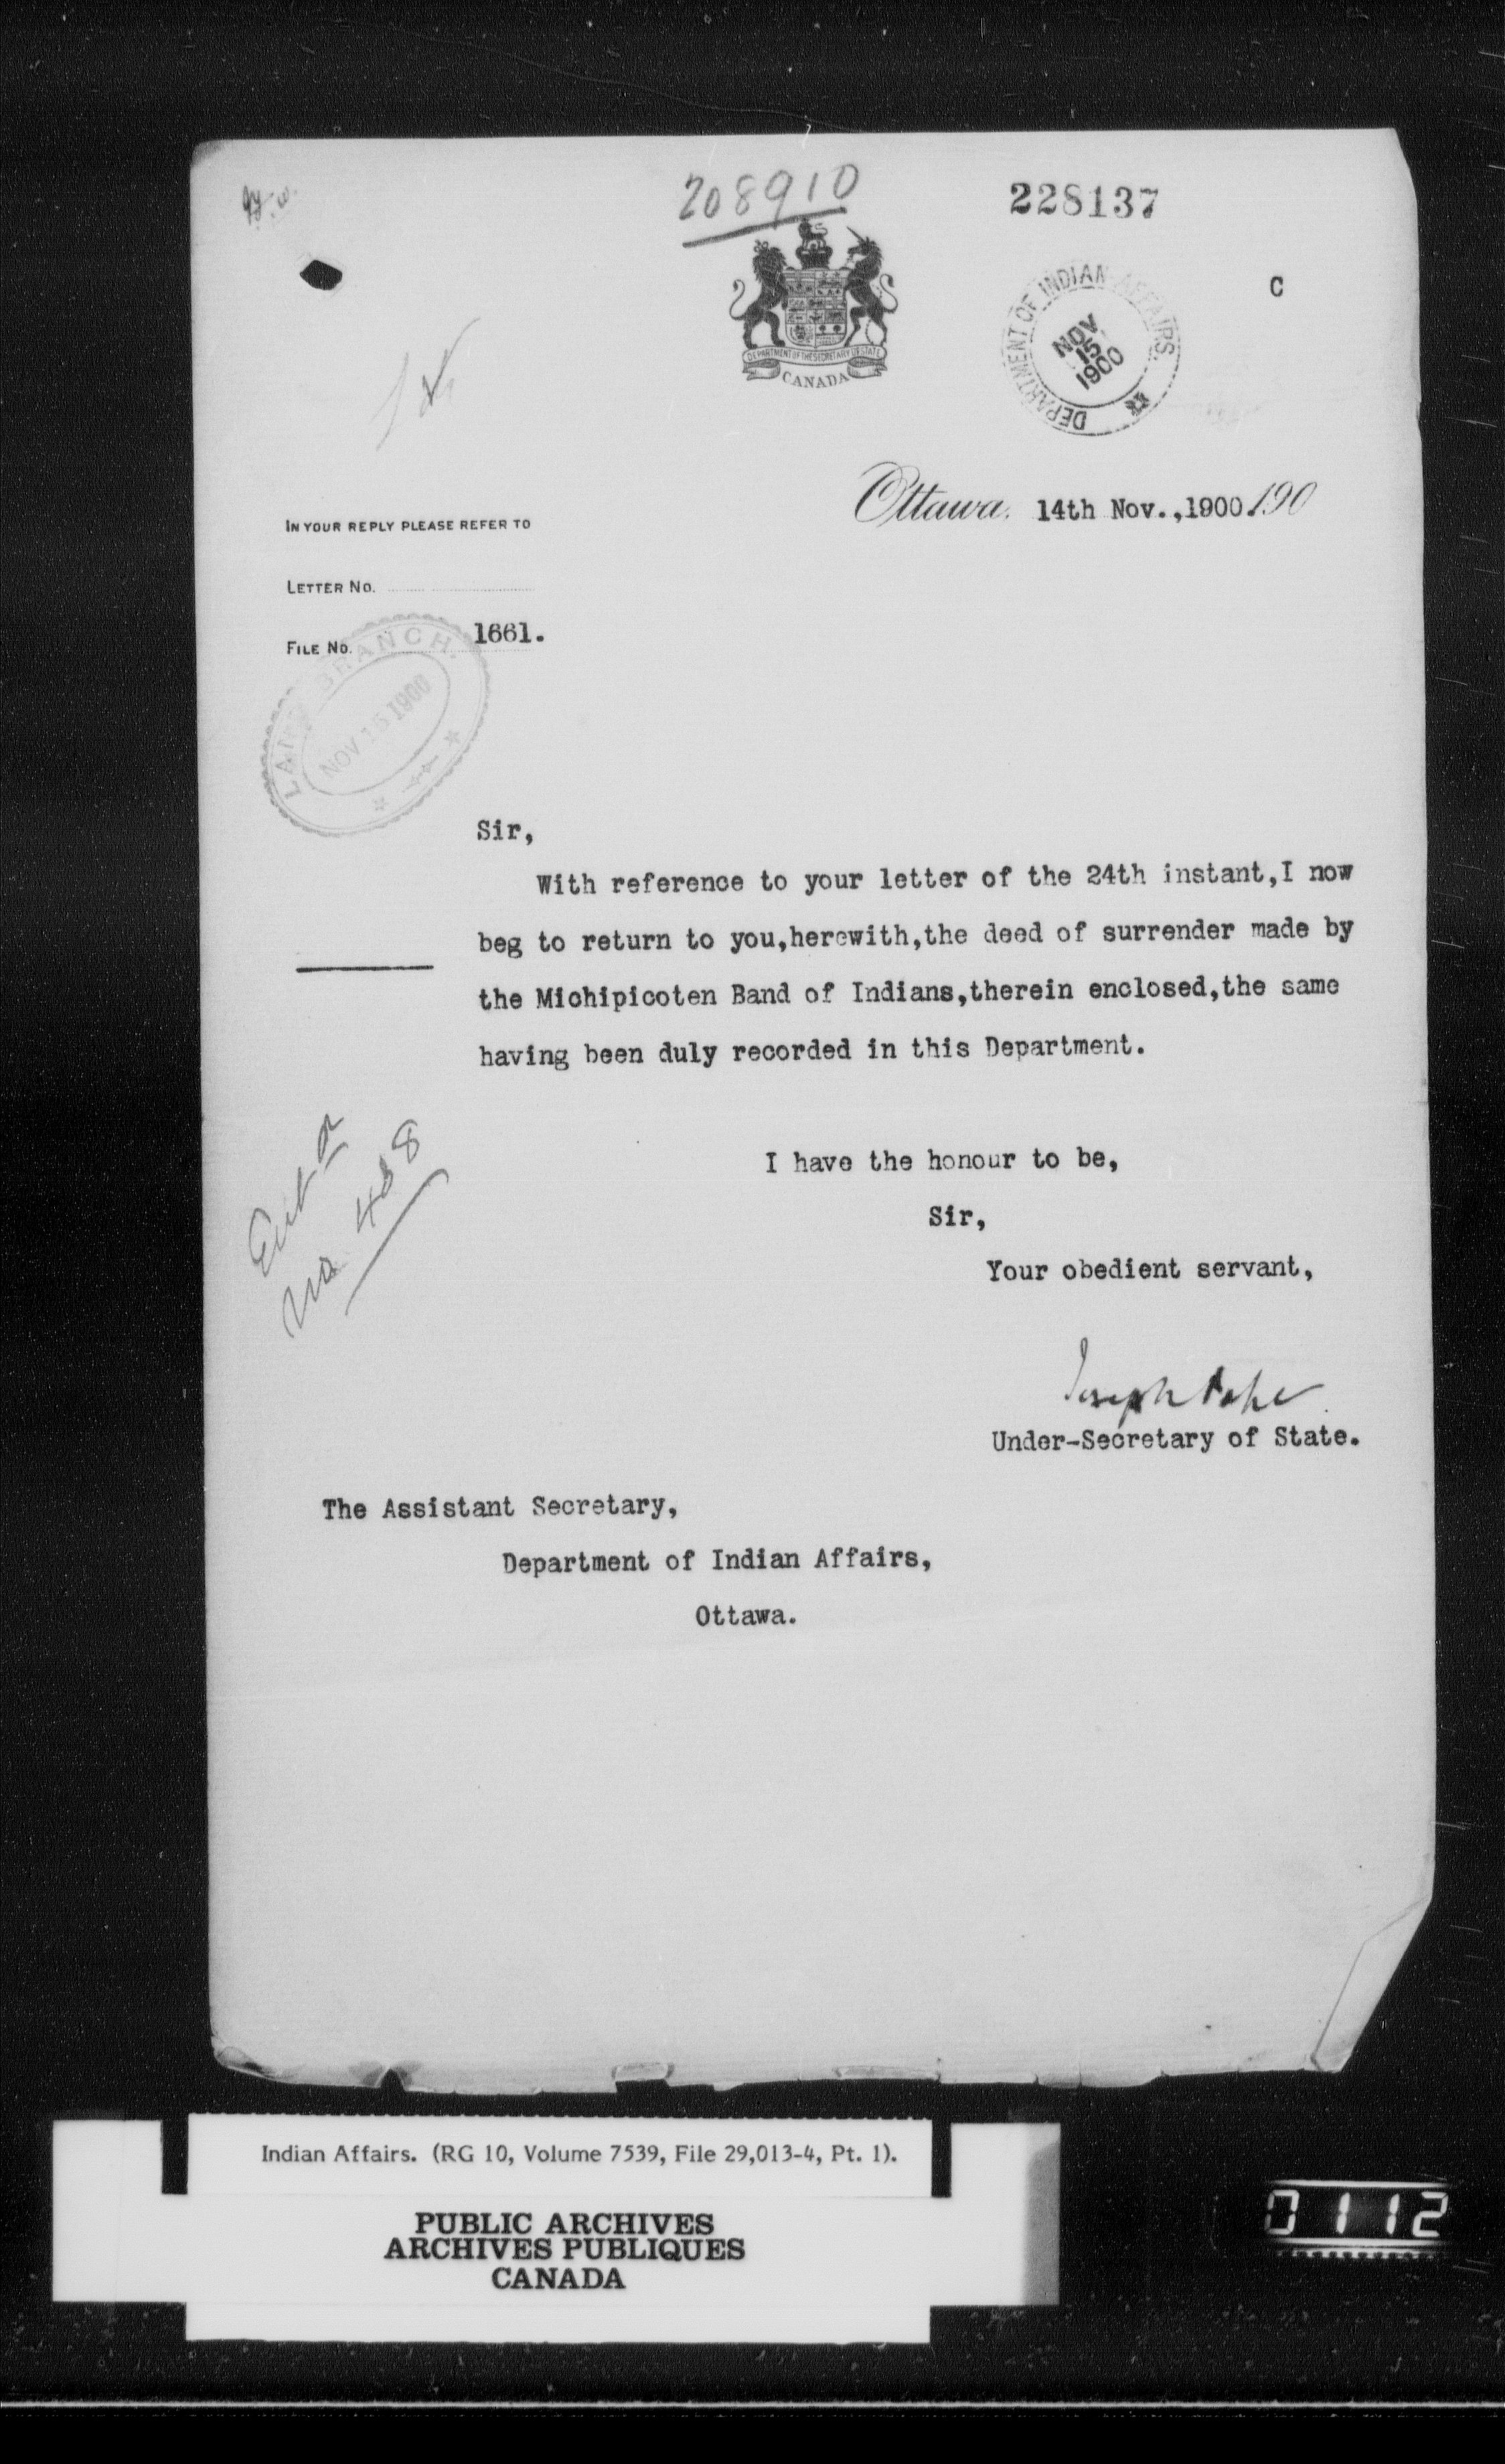 208910
228137
C
DEPARTMENT OF INDIAN AFFAIRS.
NOV
15
1900
DEPARTMENT OF THE SECRETARY OF STATE
CANADA
Ottawa. 14th Nov.,1900 190
IN YOUR REPLY PLEASE REFER TO
LETTER NO.
FILE NO. 1661.
LAND BRANCH.
NOV 15 1900
Sir,
With reference to your letter of the 24th instant,I now
beg to return to you,herewith,the deed of surrender made by
the Michipicoten Band of Indians,therein enclosed,the same
having been duly recorded in this Department.
No. 488
I have the honour to be,
Sir,
Your obedient servant,
Joseph Pope
Under-Secretary of State.
The Assistant Secretary,
Department of Indian Affairs,
Ottawa.
Indian Affairs. (RG 10, Volume 7539, File 29,013-4, Pt. 1).
PUBLIC ARCHIVES
ARCHIVES PUBLIQUES
CANADA
0112